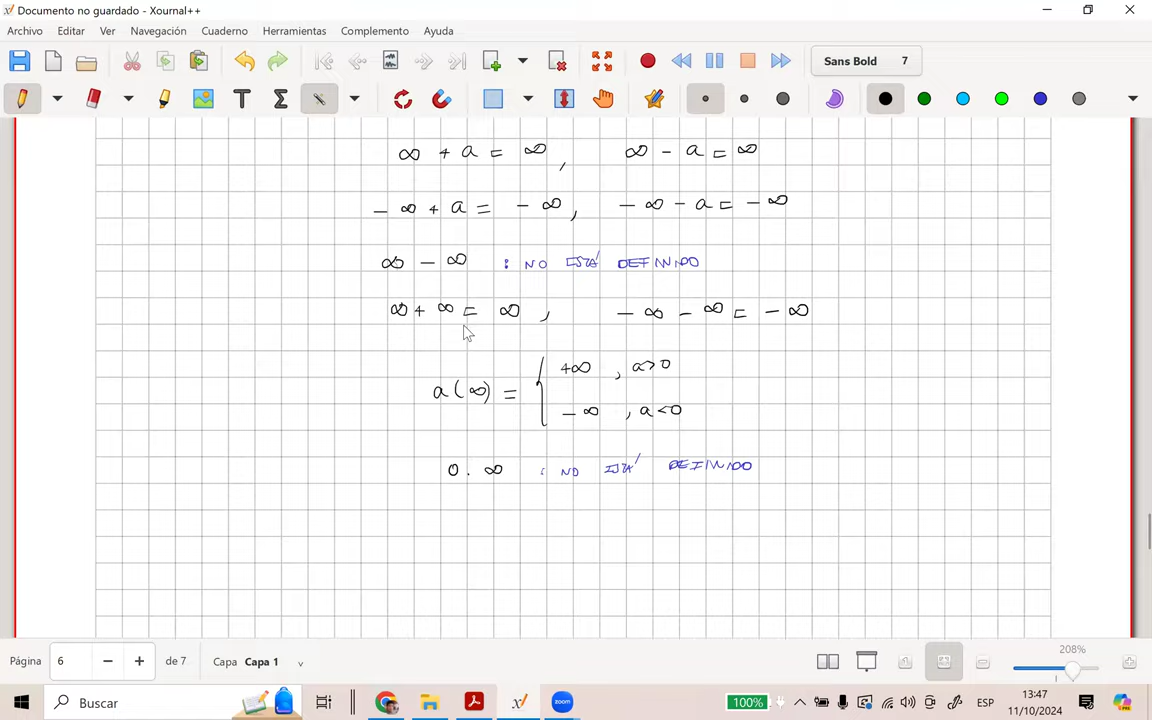 Documento no guardado - Xournal++
Archivo Editar Ver Navegación Cuaderno Herramientas Complemento Ayuda
Sans Bold 7
∞ + a = ∞ , ∞ - a = ∞
- ∞ + a = - ∞ , - ∞ - a = - ∞
∞ - ∞ : NO ESTÁ DEFINIDO
∞ + ∞ = ∞ , - ∞ - ∞ = - ∞
a (∞) = { +∞ , a>0
- ∞ , a<0
0 . ∞ : NO ESTÁ DEFINIDO
Página 6 de 7 Capa Capa 1 208%
Buscar 100% ESP 13:47
11/10/2024